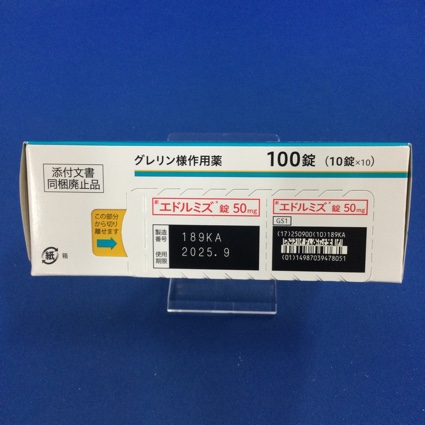 添付文書
同梱廃止品
グレリン様作用薬
100錠 (10錠×10)
この部分
から切り
離せます
エドルミズ®錠 50mg
製造
番号
189KA
使用
期限
2025.9
エドルミズ®錠 50mg
GS1
(17)250900(10)189KA
(01)14987039478051
紙 箱